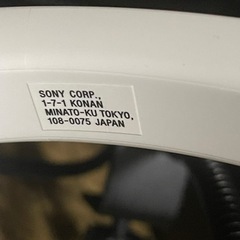 SONY CORP.,
1-7-1 KONAN
MINATO-KU TOKYO,
108-0075 JAPAN